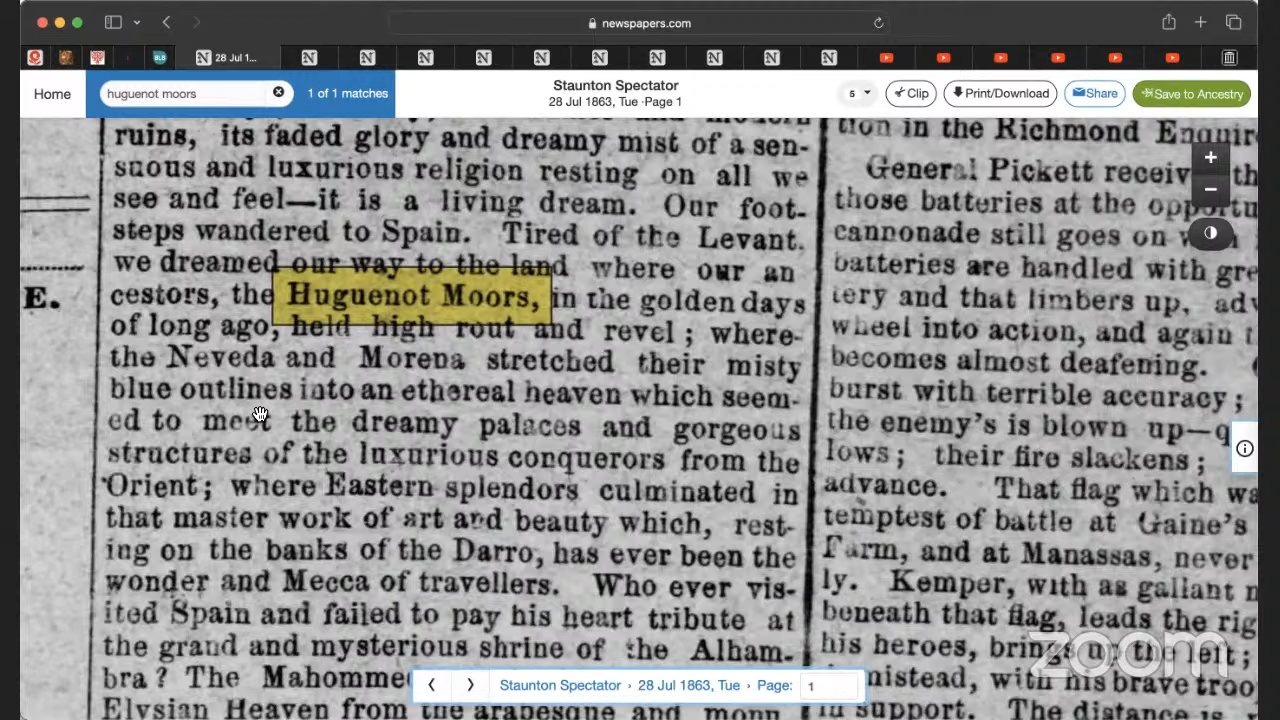 newspapers.com
BLS
28 Jul 1...
Home
huguenot moors
1 of 1 matches
Staunton Spectator
28 Jul 1863, Tue · Page 1
5
Clip
Print/Download
Share
Save to Ancestry
ruins, its faded glory and dreamy mist of a sen-
suous and luxurious religion resting on all we
see and feel—it is a living dream. Our foot-
steps wandered to Spain. Tired of the Levant,
we dreamed our way to the land where our an
cestors, the Huguenot Moors, in the golden days
of long ago, held high rout and revel; where
the Neveda and Morena stretched their misty
blue outlines into an ethereal heaven which seem-
ed to meet the dreamy palaces and gorgeous
structures of the luxurious conquerors from the
Orient; where Eastern splendors culminated in
that master work of art and beauty which, rest-
ing on the banks of the Darro, has ever been the
wonder and Mecca of travellers. Who ever vis-
ited Spain and failed to pay his heart tribute at
the grand and mysterious shrine of the Alham-
bra? The Mahomme
Elysian Heaven from the arabesque and
E.
tion in the Richmond Enquire
General Pickett receiv th
those batteries at the opportu
cannonade still goes on
batteries are handled with gre
tery and that limbers up, adv
wheel into action, and again t
becomes almost deafening.
burst with terrible accuracy;
the enemy's is blown up—q
lows; their fire slackens;
advance. That flag which wa
tempest of battle at Gaine's
Farm, and at Manassas, never
ly. Kemper, with as gallant
beneath that flag, leads the rig
his heroes, brings up the left;
mistead, with his brave troo
in support. The distance is
Staunton Spectator › 28 Jul 1863, Tue › Page: 1
zoom